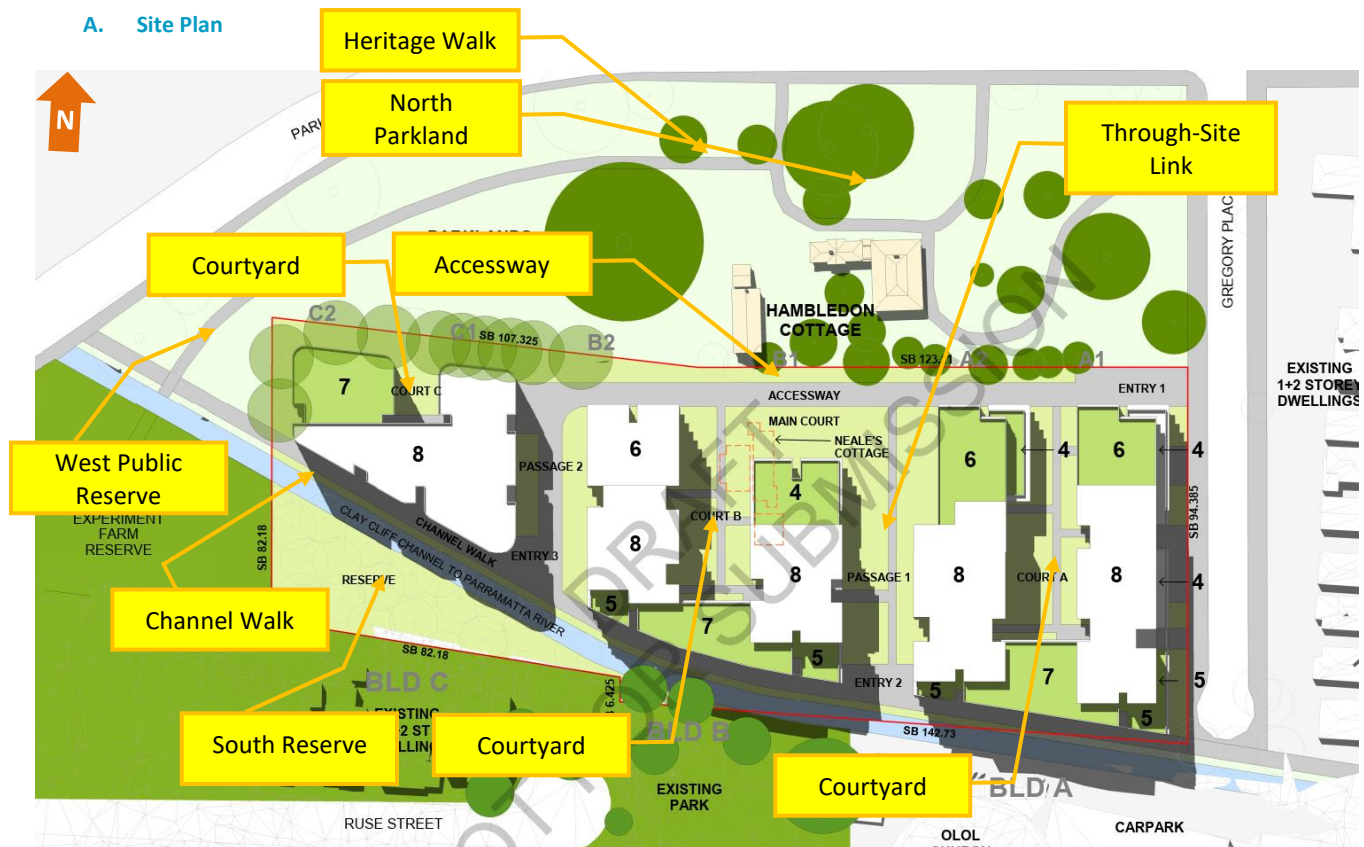 A. Site Plan
Heritage Walk
N
North
Parkland
Through-Site
Link
GREGORY PLACE
Courtyard
Accessway
HAMBLEDON
COTTAGE
C2
C1
SB 107.325
B2
B1
SB 123.
A2
A1
EXISTING
1+2 STOREY
DWELLINGS
7
COURT C
ACCESSWAY
ENTRY 1
MAIN COURT
NEALE'S
COTTAGE
6
6
4
6
4
8
PASSAGE 2
4
West Public
Reserve
EXPERIMENT
FARM
RESERVE
SB 82.18
CHANNEL WALK
CLAY CLIFF CHANNEL TO PARRAMATTA RIVER
COURT B
SB 94.385
DRAFT
NOT FOR SUBMISSION
ENTRY 3
8
8
PASSAGE 1
8
COURT A
8
4
RESERVE
Channel Walk
5
7
5
SB 82.18
BLD C
ENTRY 2
5
7
5
5
6.425
EXISTING
2 ST
South Reserve
Courtyard
BLD B
SB 142.73
Courtyard
BLD A
EXISTING
PARK
RUSE STREET
OLOL
CARPARK